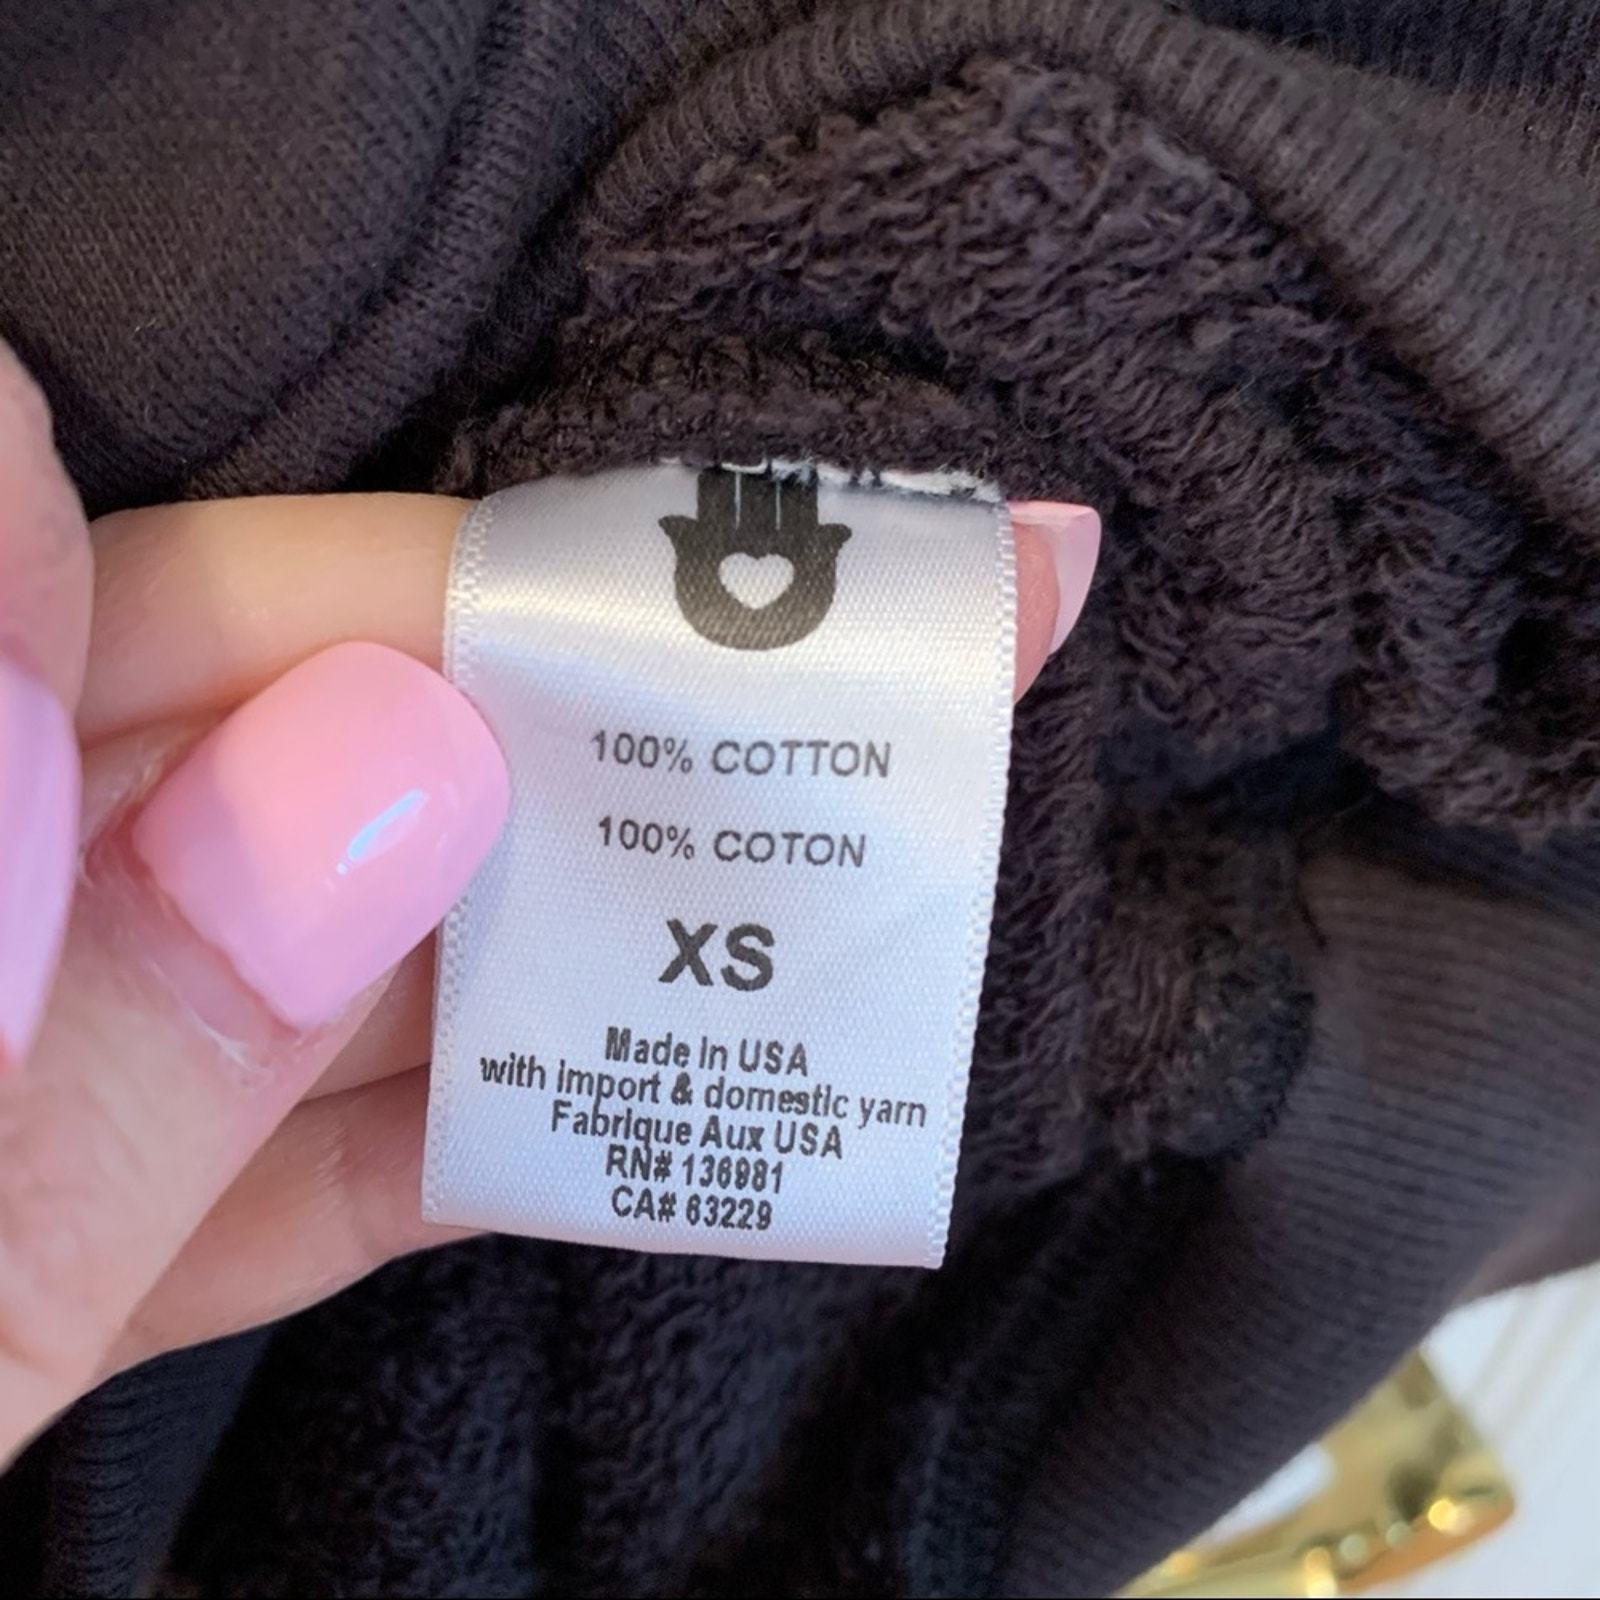 100% COTTON
100% COTON
XS
Made In USA
with import & domestic yarn
Fabrique Aux USA
RN# 136981
CA# 63229